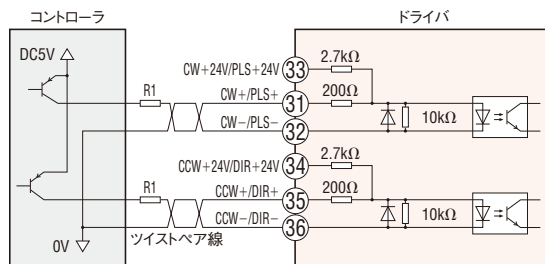 コントローラ
ドライバ
DC5V
CW+24V/PLS+24V
33
2.7kΩ
R1
CW+/PLS+
31
200Ω
CW−/PLS−
32
10kΩ
CCW+24V/DIR+24V
34
2.7kΩ
R1
CCW+/DIR+
35
200Ω
CCW−/DIR−
36
10kΩ
0V
ツイストペア線